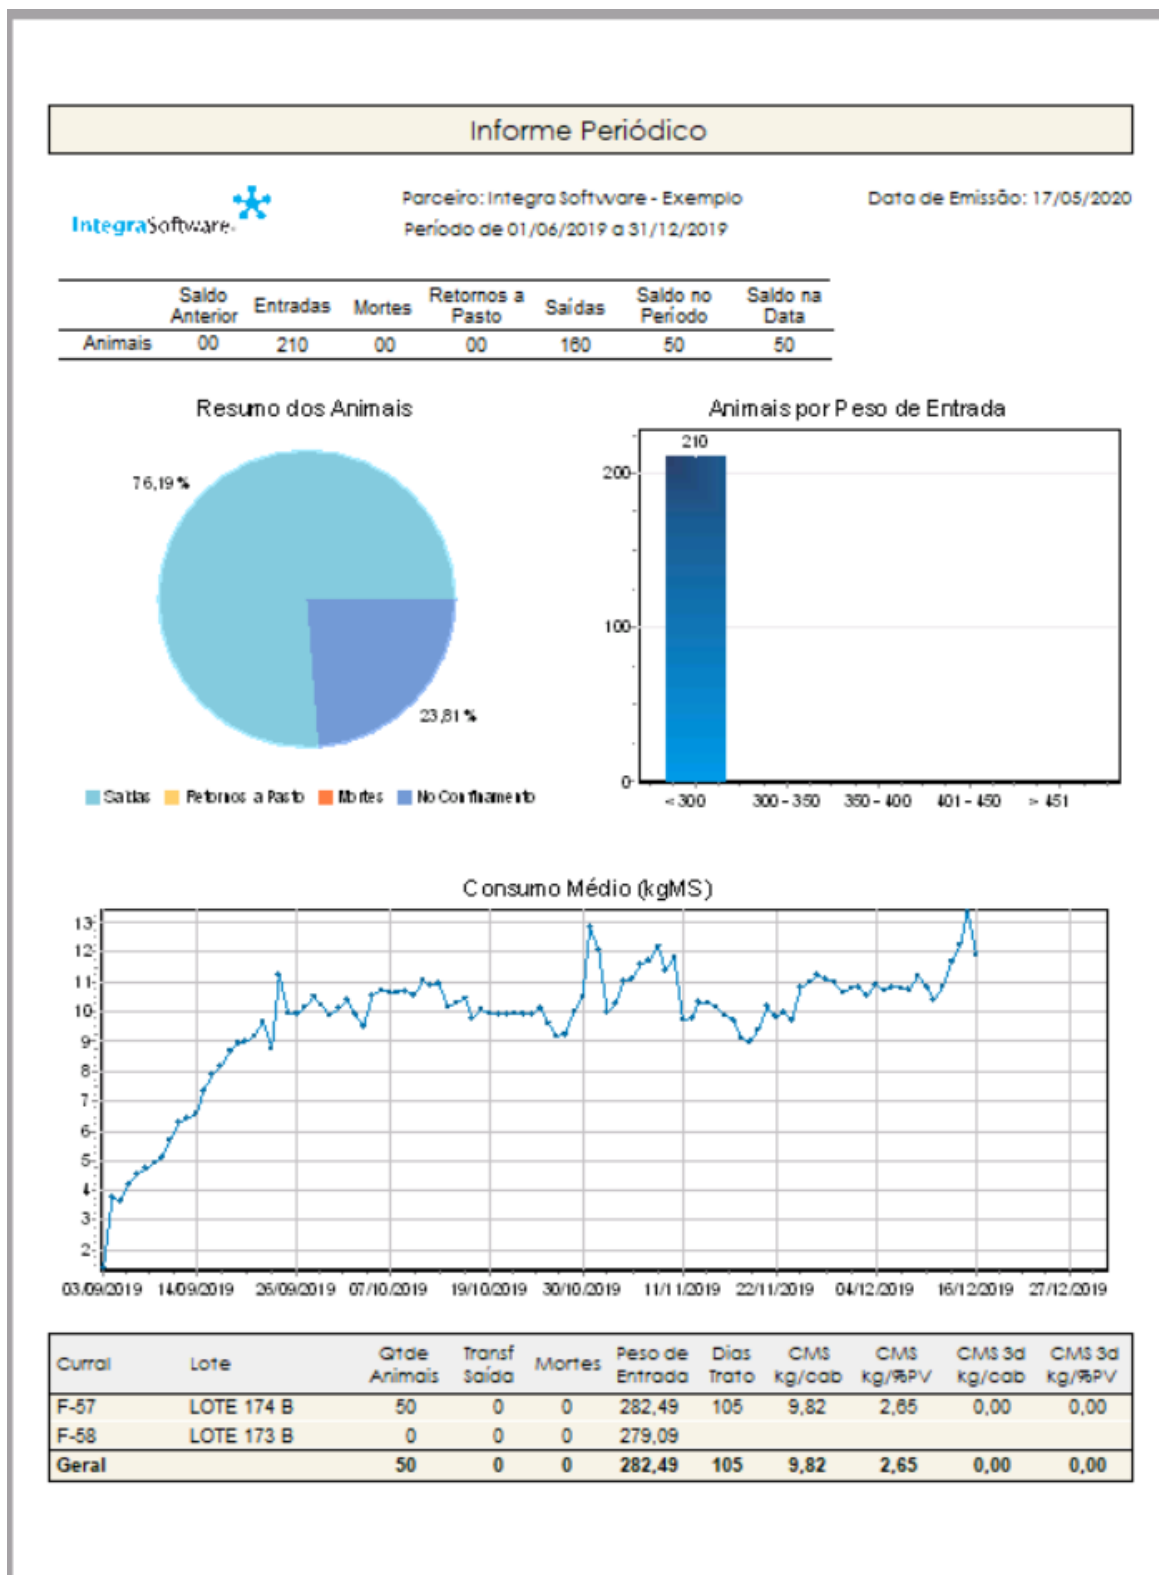 Informe Periódico
IntegraSoftware.
Parceiro: Integra Software - Exemplo
Período de 01/06/2019 a 31/12/2019
Data de Emissão: 17/05/2020
Saldo Anterior Entradas Mortes Retornos a Pasto Saídas Saldo no Período Saldo na Data
Animais 00 210 00 00 160 50 50
Resumo dos Animais
76,19 %
23,81 %
Saídas Retornos a Pasto Mortes No Confinamento
Animais por Peso de Entrada
210
200
100
0
< 300 300 - 350 350 - 400 401 - 450 > 451
Consumo Médio (kgMS)
13
12
11
10
9
8
7
6
5
4
3
2
03/09/2019 14/09/2019 26/09/2019 07/10/2019 19/10/2019 30/10/2019 11/11/2019 22/11/2019 04/12/2019 16/12/2019 27/12/2019
Curral Lote Qtde Animais Transf Saída Mortes Peso de Entrada Dias Trato CMS kg/cab CMS kg/%PV CMS 3d kg/cab CMS 3d kg/%PV
F-57 LOTE 174 B 50 0 0 282,49 105 9,82 2,65 0,00 0,00
F-58 LOTE 173 B 0 0 0 279,09
Geral 50 0 0 282,49 105 9,82 2,65 0,00 0,00